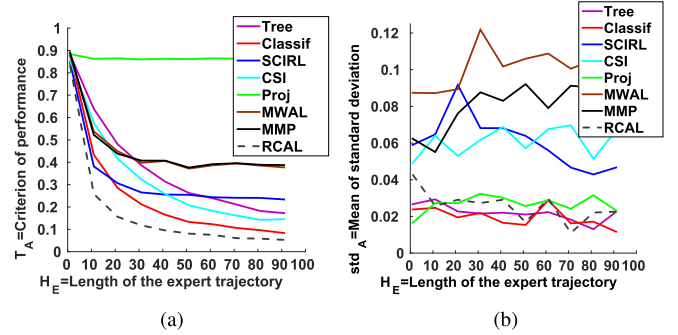 T_A=Criterion of performance
1
0.9
0.8
0.7
0.6
0.5
0.4
0.3
0.2
0.1
0
0 10 20 30 40 50 60 70 80 90 100
H_E=Length of the expert trajectory
Tree
Classif
SCIRL
CSI
Proj
MWAL
MMP
RCAL
(a)
std_A=Mean of standard deviation
0.12
0.1
0.08
0.06
0.04
0.02
0
0 10 20 30 40 50 60 70 80 90 100
H_E=Length of the expert trajectory
Tree
Classif
SCIRL
CSI
Proj
MWAL
MMP
RCAL
(b)